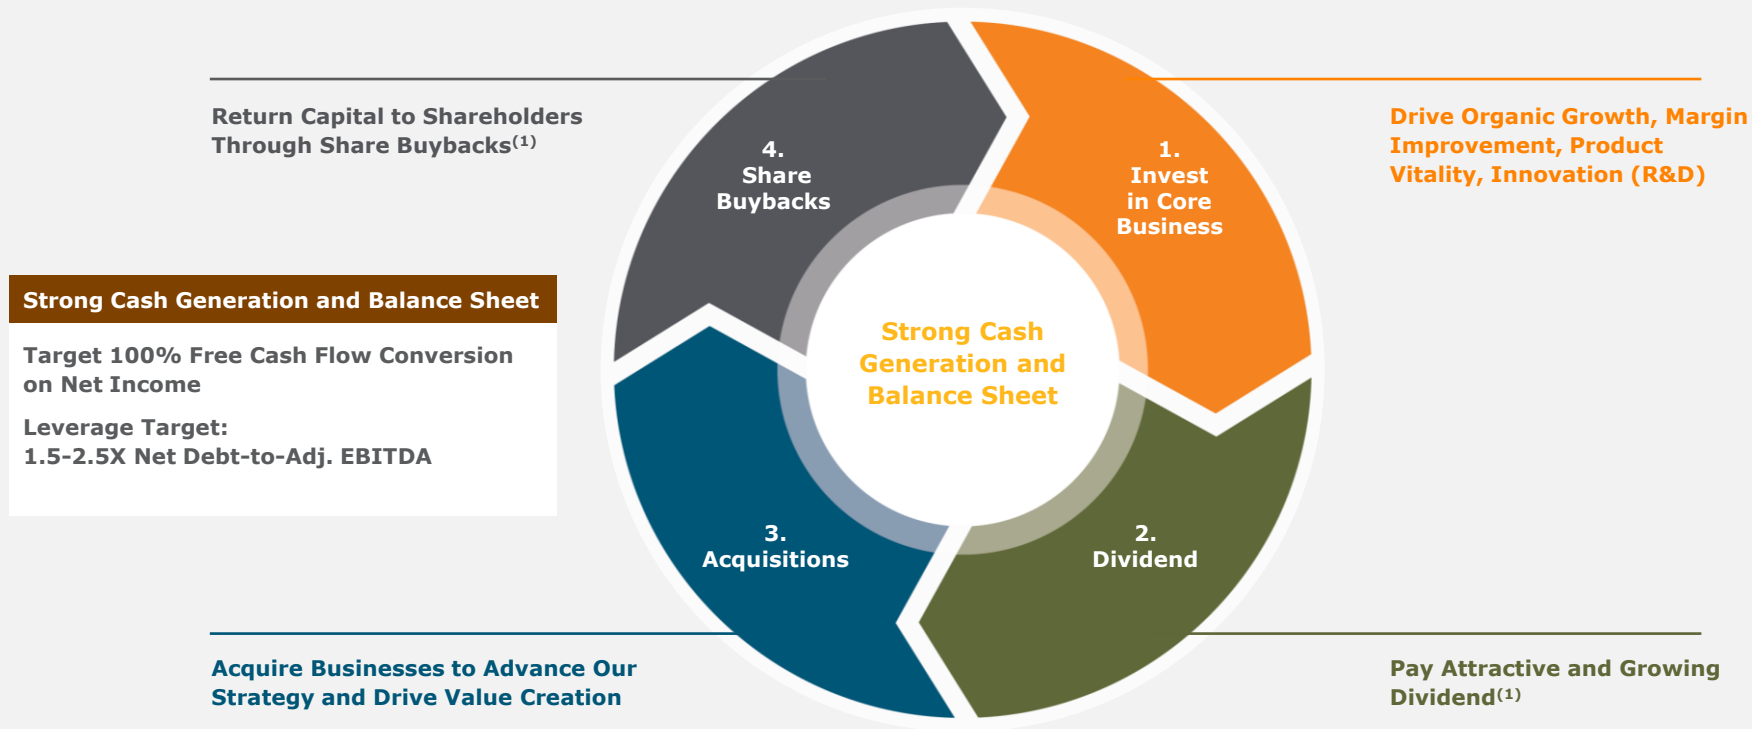 Return Capital to Shareholders
Through Share Buybacks(1)
4.
Share
Buybacks
1.
Invest
in Core
Business
Drive Organic Growth, Margin
Improvement, Product
Vitality, Innovation (R&D)
Strong Cash Generation and Balance Sheet
Target 100% Free Cash Flow Conversion
on Net Income
Leverage Target:
1.5-2.5X Net Debt-to-Adj. EBITDA
Strong Cash
Generation and
Balance Sheet
3.
Acquisitions
2.
Dividend
Acquire Businesses to Advance Our
Strategy and Drive Value Creation
Pay Attractive and Growing
Dividend(1)